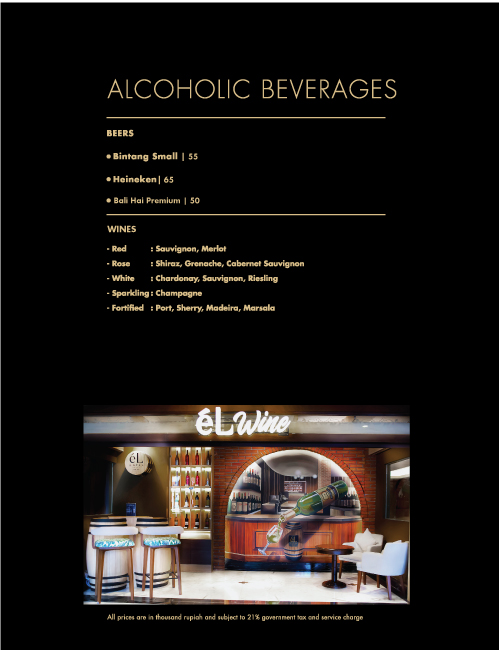 ALCOHOLIC BEVERAGES
BEERS
● Bintang Small | 55
● Heineken| 65
● Bali Hai Premium | 50
WINES
- Red : Sauvignon, Merlot
- Rose : Shiraz, Grenache, Cabernet Sauvignon
- White : Chardonay, Sauvignon, Riesling
- Sparkling : Champagne
- Fortified : Port, Sherry, Madeira, Marsala
éL Wine
éL
All prices are in thousand rupiah and subject to 21% government tax and service charge